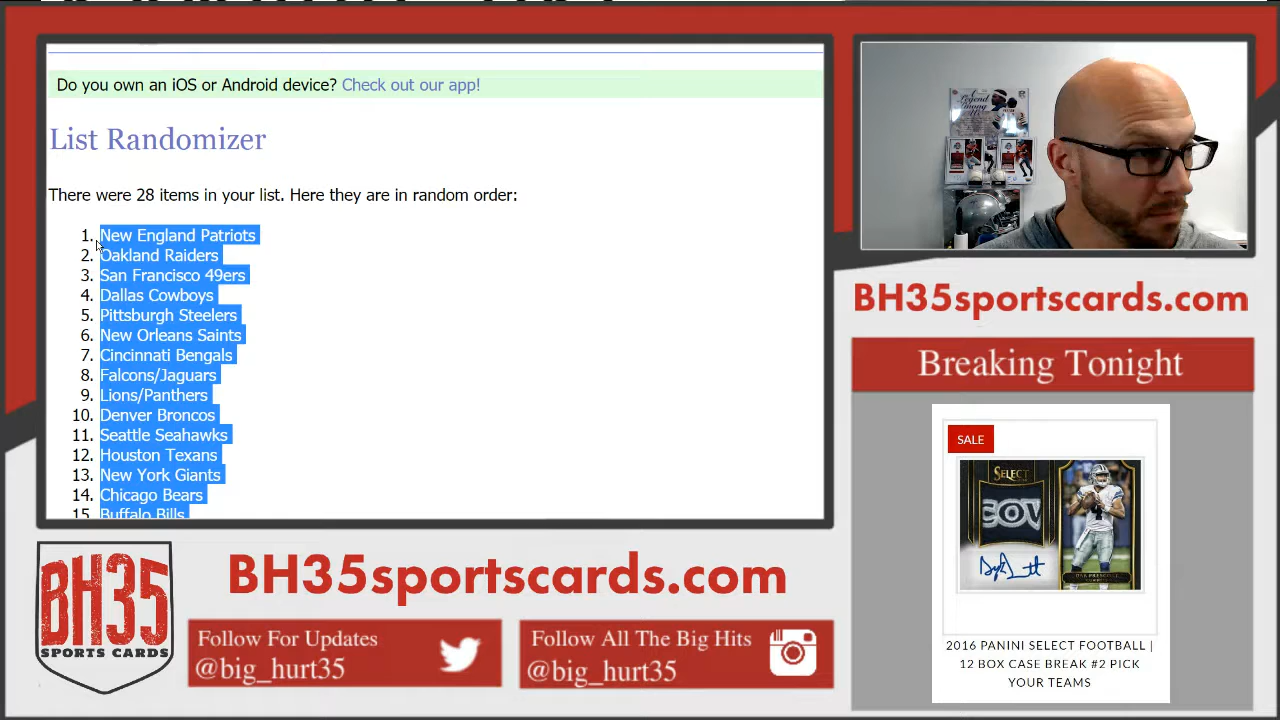 Do you own an iOS or Android device? Check out our app!
List Randomizer
There were 28 items in your list. Here they are in random order:
1. New England Patriots
2. Oakland Raiders
3. San Francisco 49ers
4. Dallas Cowboys
5. Pittsburgh Steelers
6. New Orleans Saints
7. Cincinnati Bengals
8. Falcons/Jaguars
9. Lions/Panthers
10. Denver Broncos
11. Seattle Seahawks
12. Houston Texans
13. New York Giants
14. Chicago Bears
15. Buffalo Bills
BH35sportscards.com
Breaking Tonight
SALE
SELECT
COV
2016 PANINI SELECT FOOTBALL |
12 BOX CASE BREAK #2 PICK
YOUR TEAMS
BH35
SPORTS CARDS
BH35sportscards.com
Follow For Updates
@big_hurt35
Follow All The Big Hits
@big_hurt35